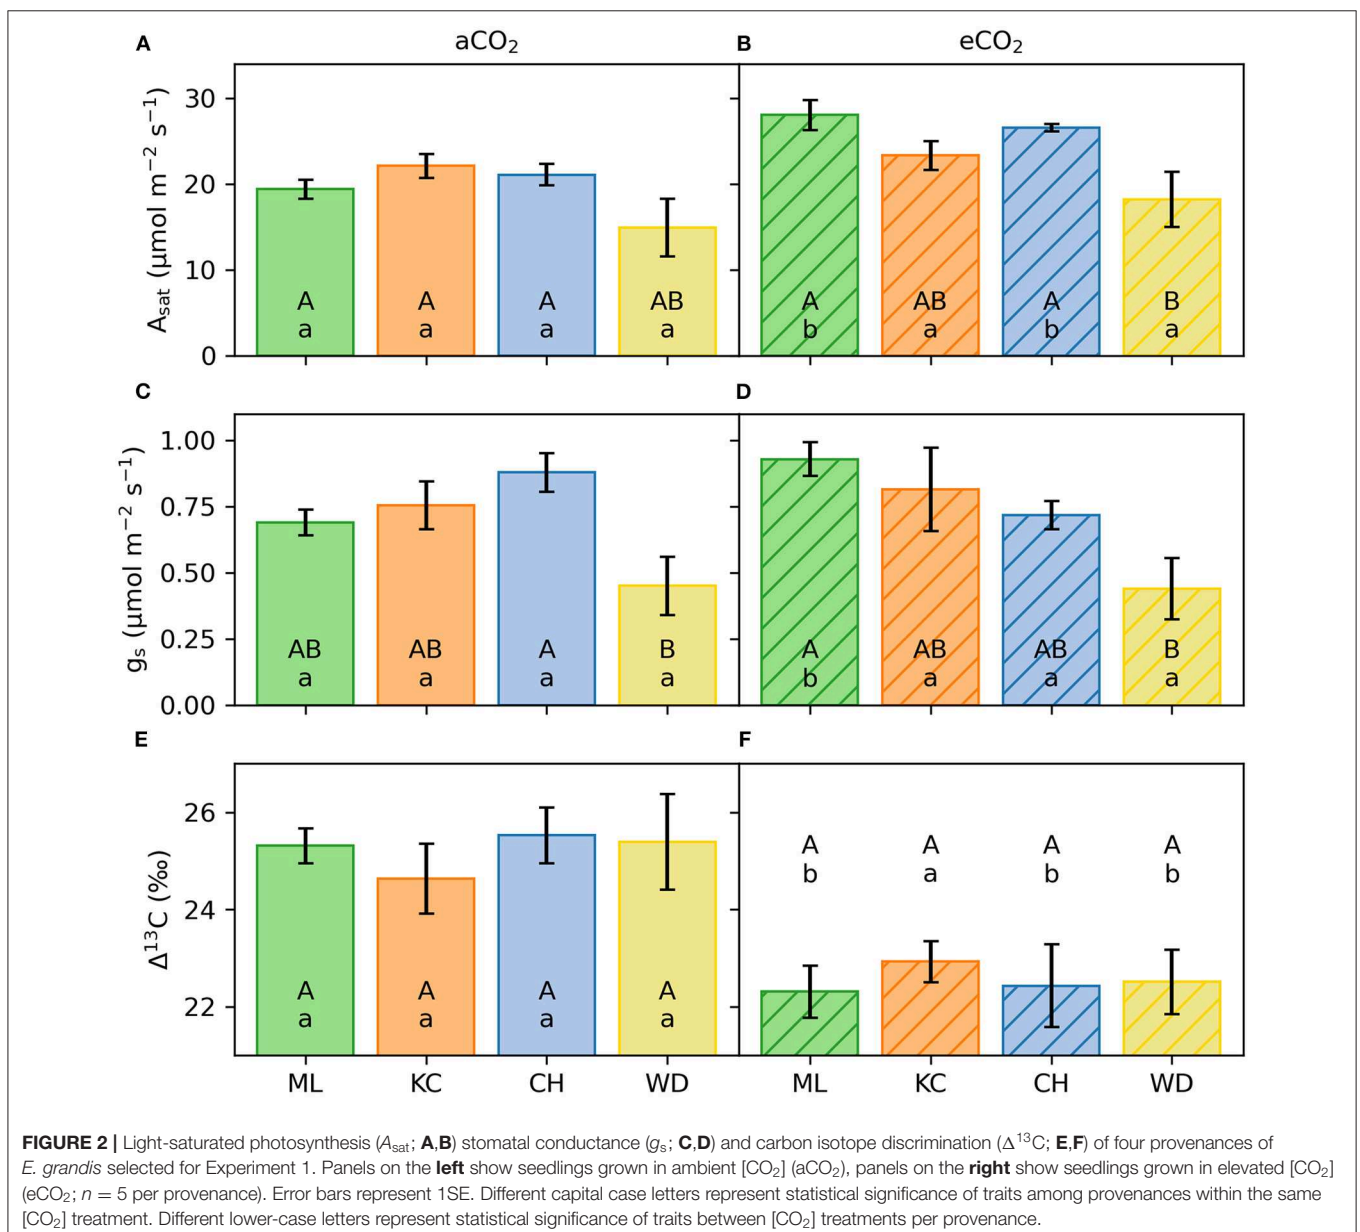 A aCO₂ B eCO₂
30
20
10
0
Aₛₐₜ (µmol m⁻² s⁻¹)
A A A AB A AB A B
a a a a b a b a
C D
1.00
0.75
0.50
0.25
0.00
gₛ (µmol m⁻² s⁻¹)
AB AB A B A AB AB B
a a a a b a a a
E F
26
24
22
Δ¹³C (‰)
A A A A
b a b b
A A A A
a a a a
ML KC CH WD ML KC CH WD
FIGURE 2 | Light-saturated photosynthesis (Aₛₐₜ; A,B) stomatal conductance (gₛ; C,D) and carbon isotope discrimination (Δ¹³C; E,F) of four provenances of
E. grandis selected for Experiment 1. Panels on the left show seedlings grown in ambient [CO₂] (aCO₂), panels on the right show seedlings grown in elevated [CO₂]
(eCO₂; n = 5 per provenance). Error bars represent 1SE. Different capital case letters represent statistical significance of traits among provenances within the same
[CO₂] treatment. Different lower-case letters represent statistical significance of traits between [CO₂] treatments per provenance.